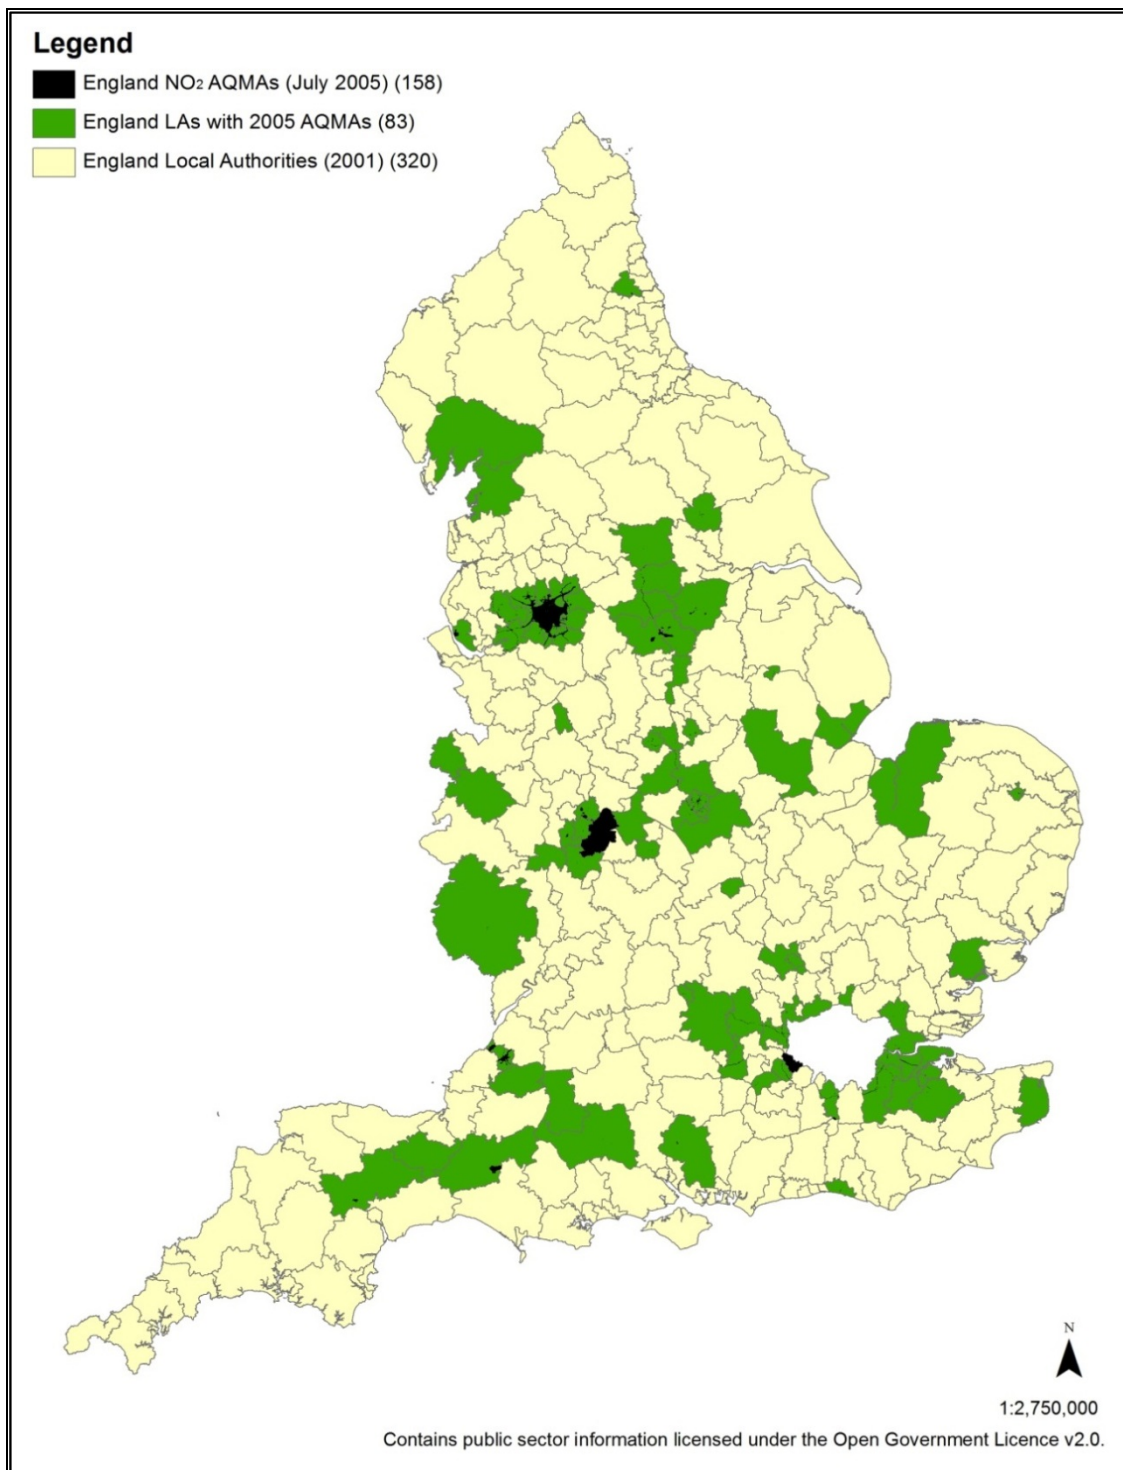 Legend
England NO₂ AQMAs (July 2005) (158)
England LAs with 2005 AQMAs (83)
England Local Authorities (2001) (320)
N
1:2,750,000
Contains public sector information licensed under the Open Government Licence v2.0.